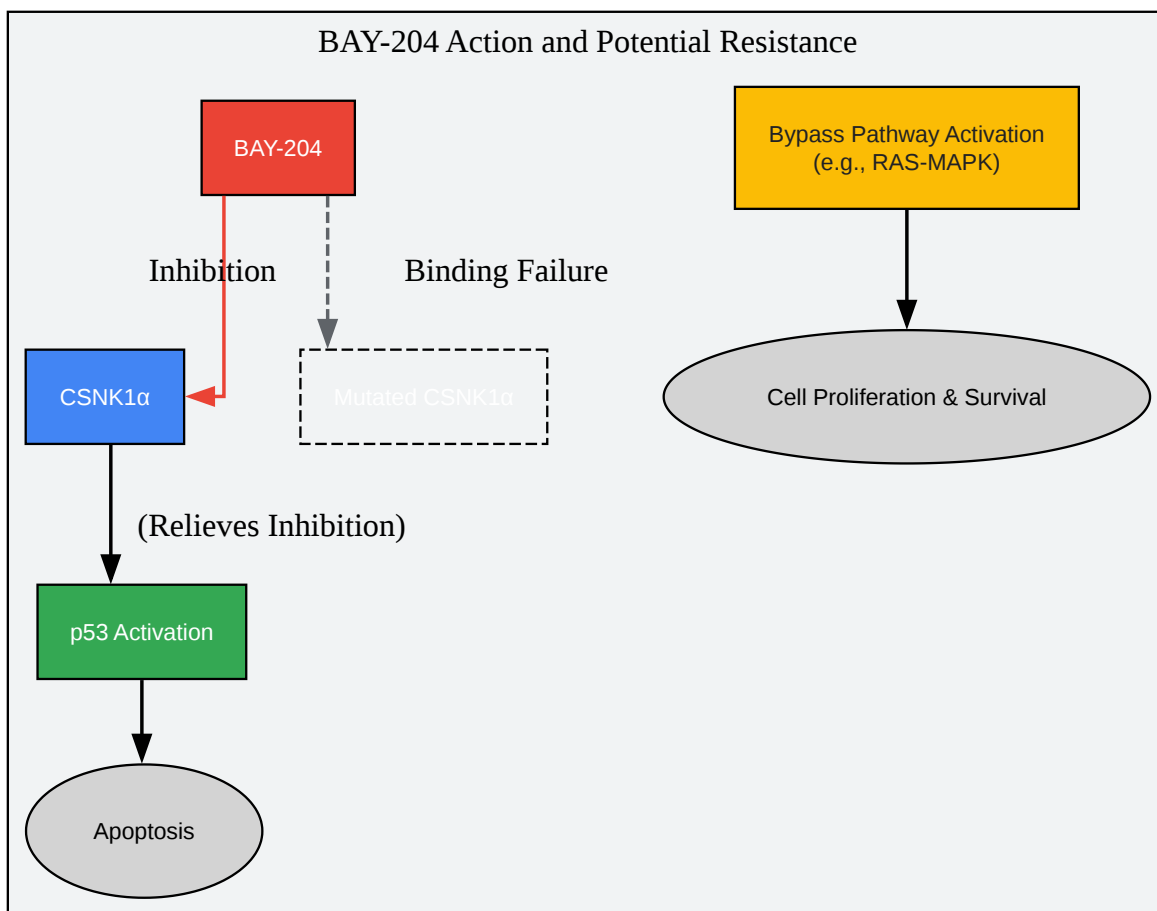 BAY-204 Action and Potential Resistance
BAY-204
Bypass Pathway Activation
(e.g., RAS-MAPK)
Inhibition
Binding Failure
CSNK1α
Mutated CSNK1α
Cell Proliferation & Survival
(Relieves Inhibition)
p53 Activation
Apoptosis